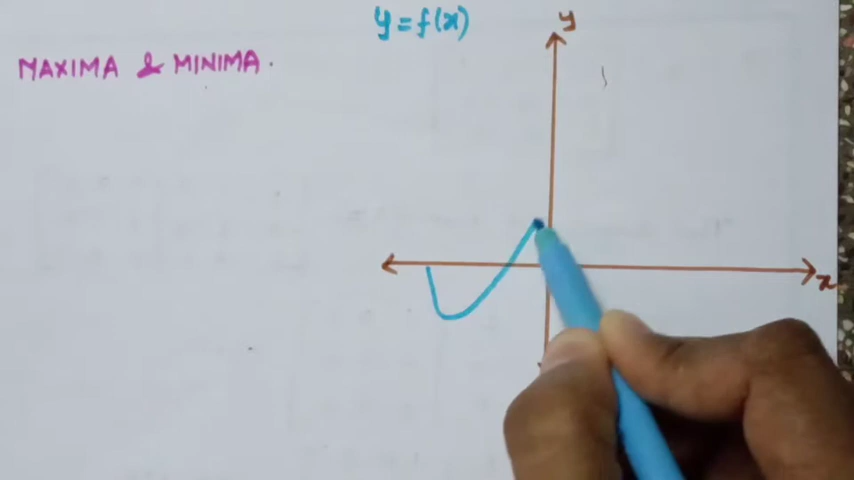 y = f(x)
y
MAXIMA & MINIMA.
x